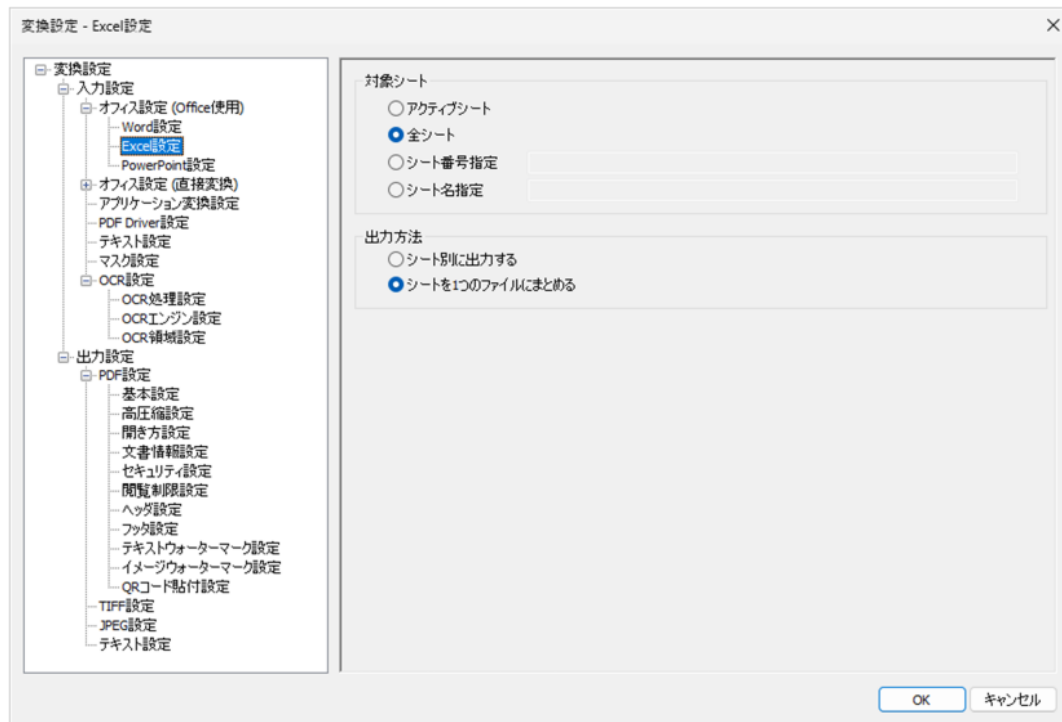 変換設定 - Excel設定
変換設定
入力設定
オフィス設定 (Office使用)
Word設定
Excel設定
PowerPoint設定
オフィス設定 (直接変換)
アプリケーション変換設定
PDF Driver設定
テキスト設定
マスク設定
OCR設定
OCR処理設定
OCRエンジン設定
OCR領域設定
出力設定
PDF設定
基本設定
高圧縮設定
開き方設定
文書情報設定
セキュリティ設定
閲覧制限設定
ヘッダ設定
フッタ設定
テキストウォーターマーク設定
イメージウォーターマーク設定
QRコード貼付設定
TIFF設定
JPEG設定
テキスト設定
対象シート
アクティブシート
全シート
シート番号指定
シート名指定
出力方法
シート別に出力する
シートを1つのファイルにまとめる
OK
キャンセル